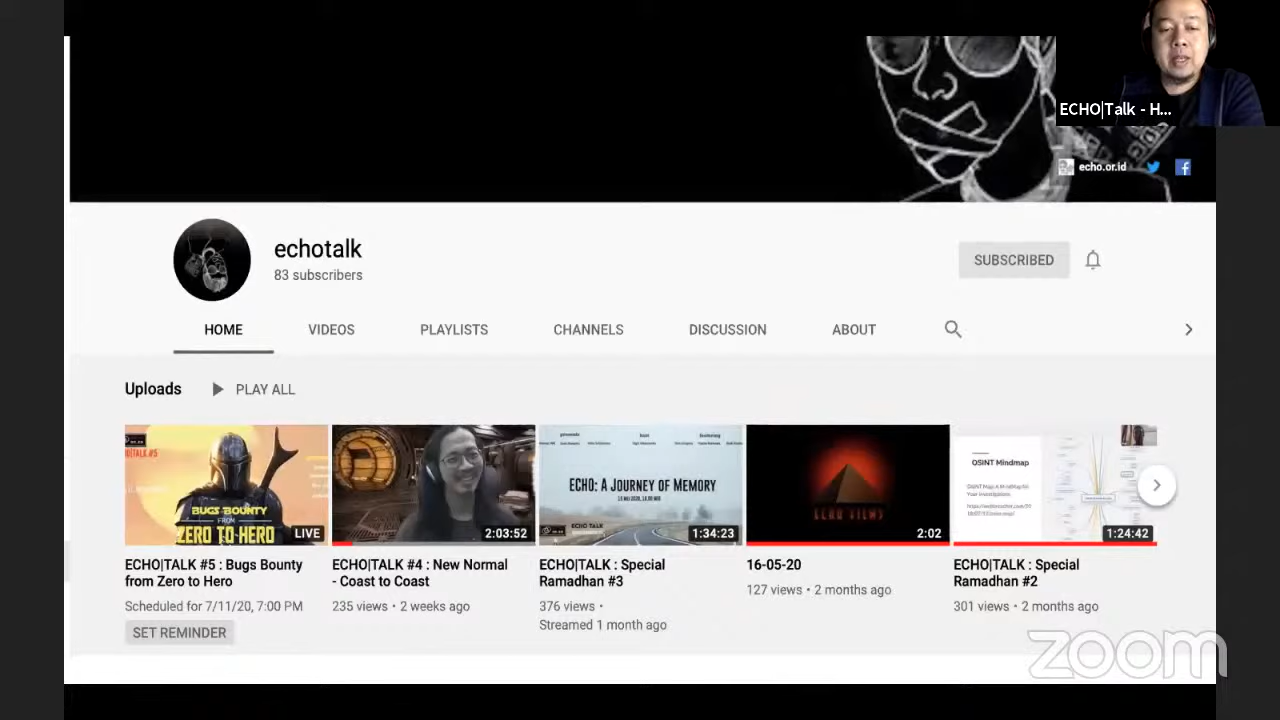 ECHO|Talk - H...
echo.or.id
echotalk
83 subscribers
SUBSCRIBED
HOME
VIDEOS
PLAYLISTS
CHANNELS
DISCUSSION
ABOUT
Uploads
PLAY ALL
BUGS BOUNTY
FROM
ZERO TO HERO
LIVE
2:03:52
ECHO: A JOURNEY OF MEMORY
ECHO TALK
1:34:23
ECHO FILMS
2:02
OSINT Mindmap
1:24:42
ECHO|TALK #5 : Bugs Bounty
from Zero to Hero
Scheduled for 7/11/20, 7:00 PM
SET REMINDER
ECHO|TALK #4 : New Normal
- Coast to Coast
235 views • 2 weeks ago
ECHO|TALK : Special
Ramadhan #3
376 views •
Streamed 1 month ago
16-05-20
127 views • 2 months ago
ECHO|TALK : Special
Ramadhan #2
301 views • 2 months ago
zoom